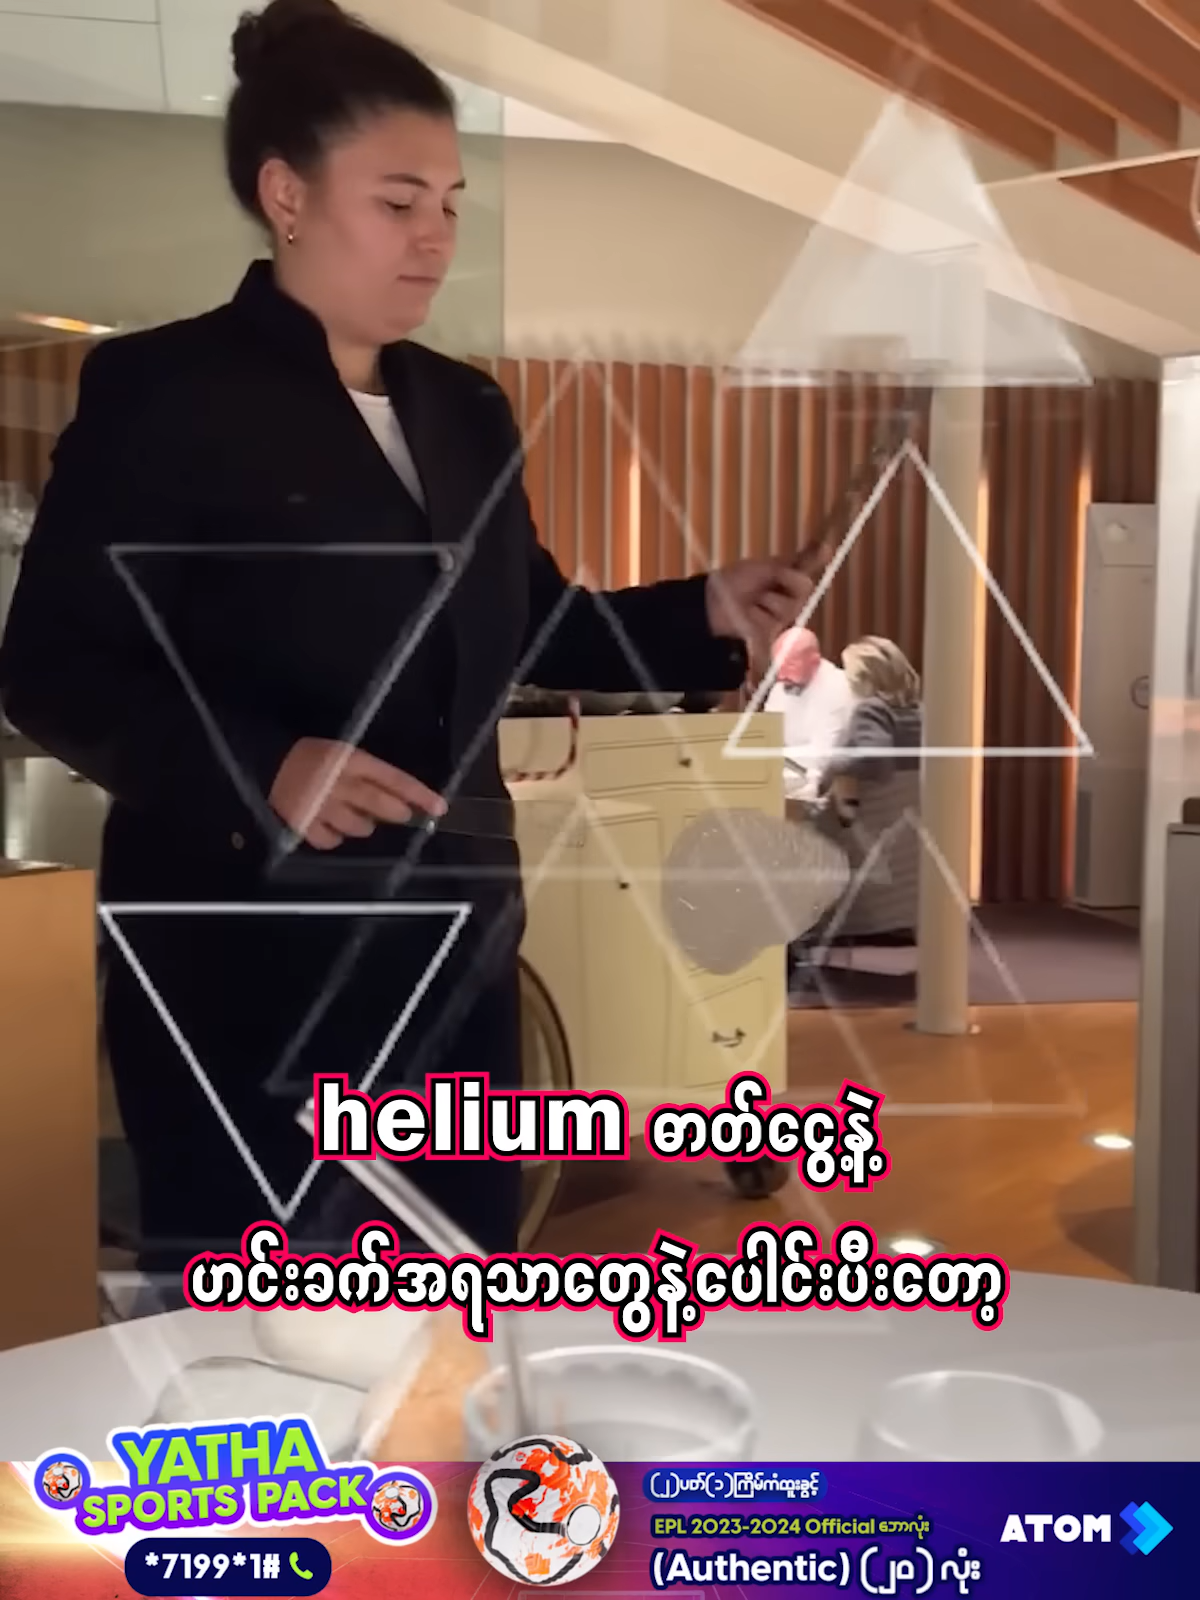 helium ဓာတ်ငွေ့နဲ့
ဟင်းခက်အရသာတွေနဲ့ပေါင်းပီးတော့
YATHA
SPORTS PACK
*7199*1#
(၂)ပတ်(၁)ကြိမ်ကံထူးခွင့်
EPL 2023-2024 Official ဘောလုံး
(Authentic) (၂၀) လုံး
ATOM